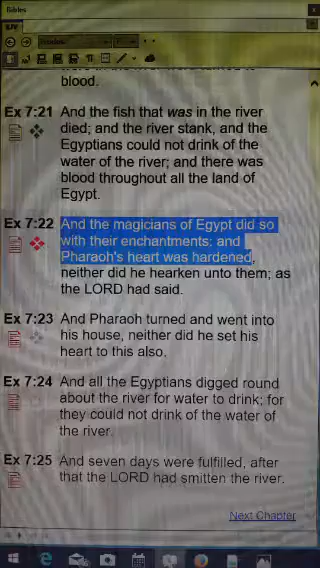 Bibles
KJV
blood.
Ex 7:21 And the fish that was in the river
died; and the river stank, and the
Egyptians could not drink of the
water of the river; and there was
blood throughout all the land of
Egypt.
Ex 7:22 And the magicians of Egypt did so
with their enchantments: and
Pharaoh's heart was hardened,
neither did he hearken unto them; as
the LORD had said.
Ex 7:23 And Pharaoh turned and went into
his house, neither did he set his
heart to this also.
Ex 7:24 And all the Egyptians digged round
about the river for water to drink; for
they could not drink of the water of
the river.
Ex 7:25 And seven days were fulfilled, after
that the LORD had smitten the river.
Next Chapter